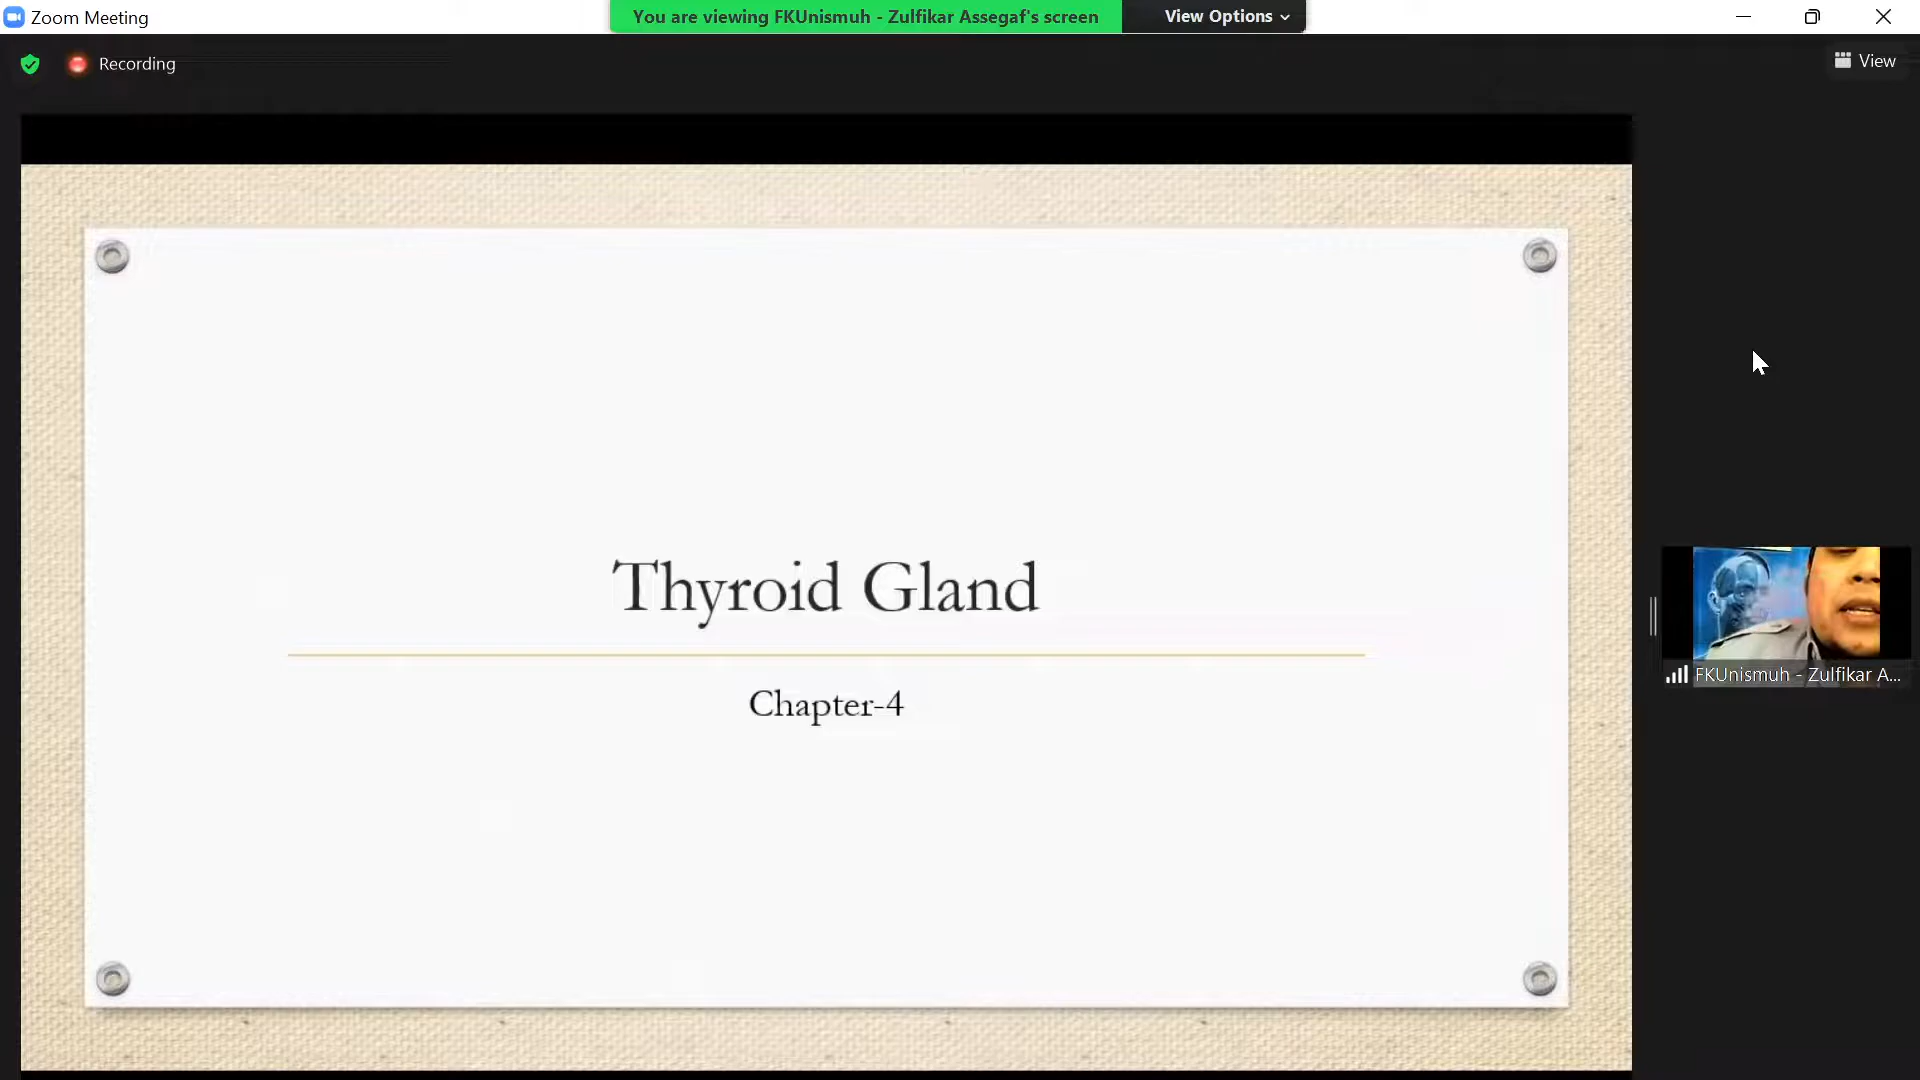 Zoom Meeting
You are viewing FKUnismuh - Zulfikar Assegaf's screen
View Options
Recording
View
Thyroid Gland
Chapter-4
FKUnismuh - Zulfikar A...